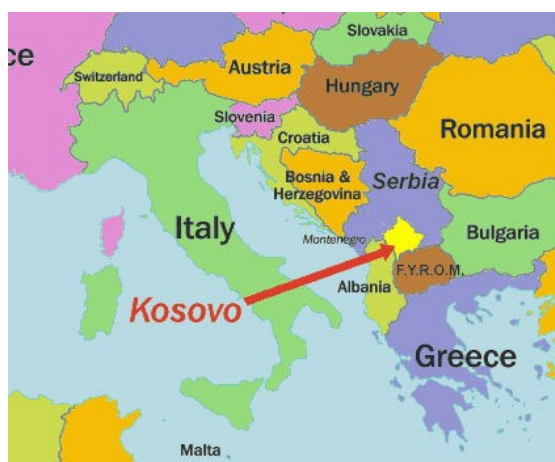 Slovakia
ce
Switzerland
Austria
Hungary
Slovenia
Croatia
Romania
Bosnia &
Herzegovina
Serbia
Italy
Montenegro
Bulgaria
F.Y.R.O.M.
Albania
Kosovo
Greece
Malta